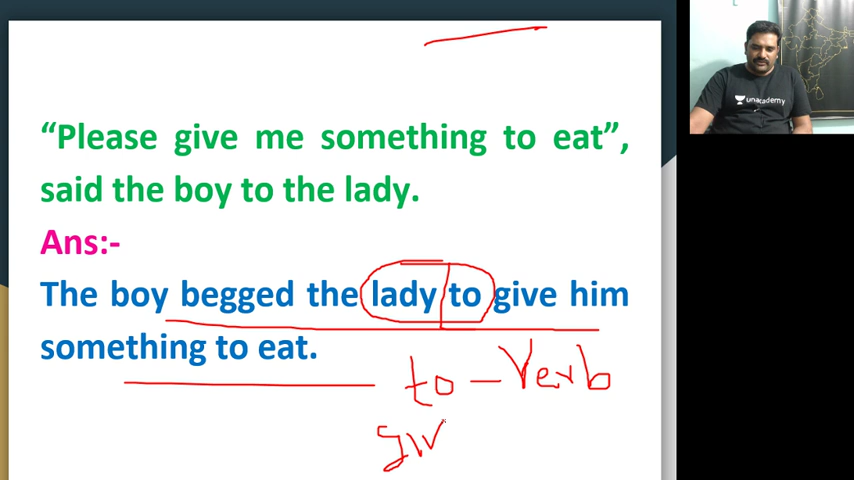 unacademy
“Please give me something to eat”,
said the boy to the lady.
Ans:-
The boy begged the lady to give him
something to eat.
to – Verb
giv